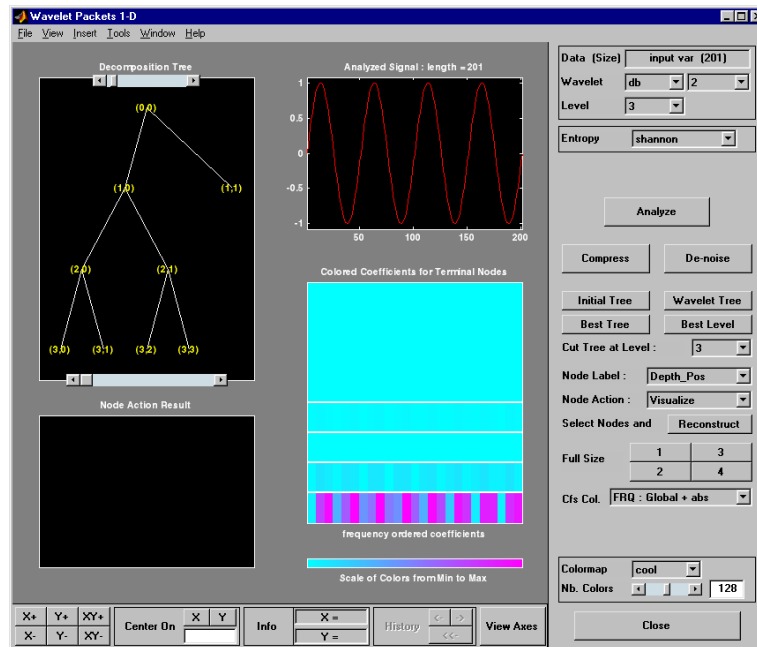 Wavelet Packets 1-D
File View Insert Tools Window Help
Decomposition Tree
(0,0)
(1,0) (1,1)
(2,0) (2,1)
(3,0) (3,1) (3,2) (3,3)
Node Action Result
Analyzed Signal : length = 201
1
0.5
0
-0.5
-1
50 100 150 200
Colored Coefficients for Terminal Nodes
frequency ordered coefficients
Scale of Colors from Min to Max
Data (Size) input var (201)
Wavelet db 2
Level 3
Entropy shannon
Analyze
Compress De-noise
Initial Tree Wavelet Tree
Best Tree Best Level
Cut Tree at Level : 3
Node Label : Depth_Pos
Node Action : Visualize
Select Nodes and Reconstruct
Full Size 1 3
2 4
Cfs Col. FRQ : Global + abs
Colormap cool
Nb. Colors 128
Close
X+ Y+ XY+
X- Y- XY-
Center On X Y
Info X =
Y =
History <- ->
<<-
View Axes